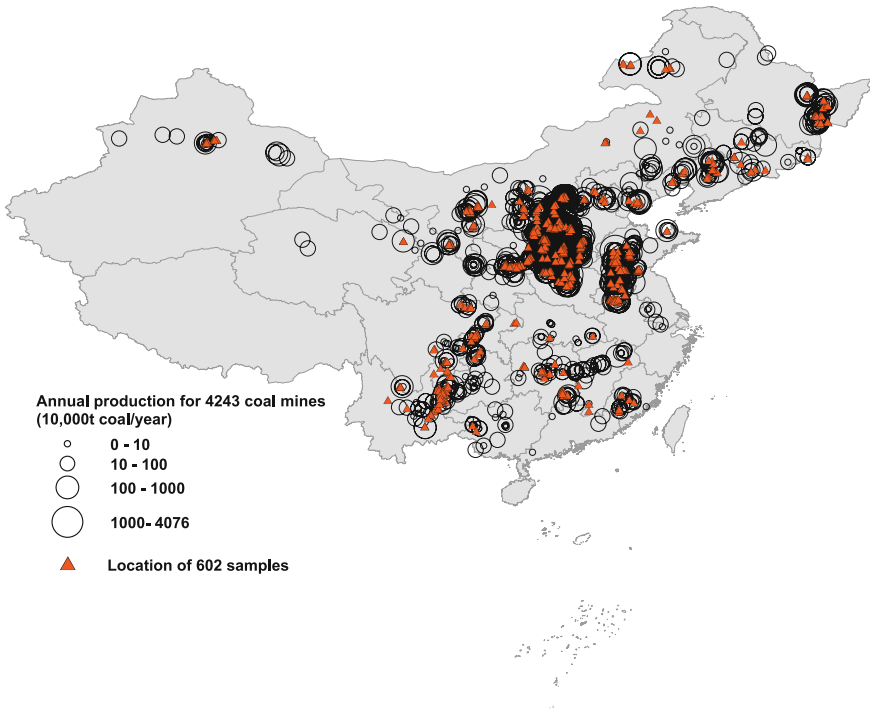 Annual production for 4243 coal mines
(10,000t coal/year)
0 - 10
10 - 100
100 - 1000
1000- 4076
Location of 602 samples